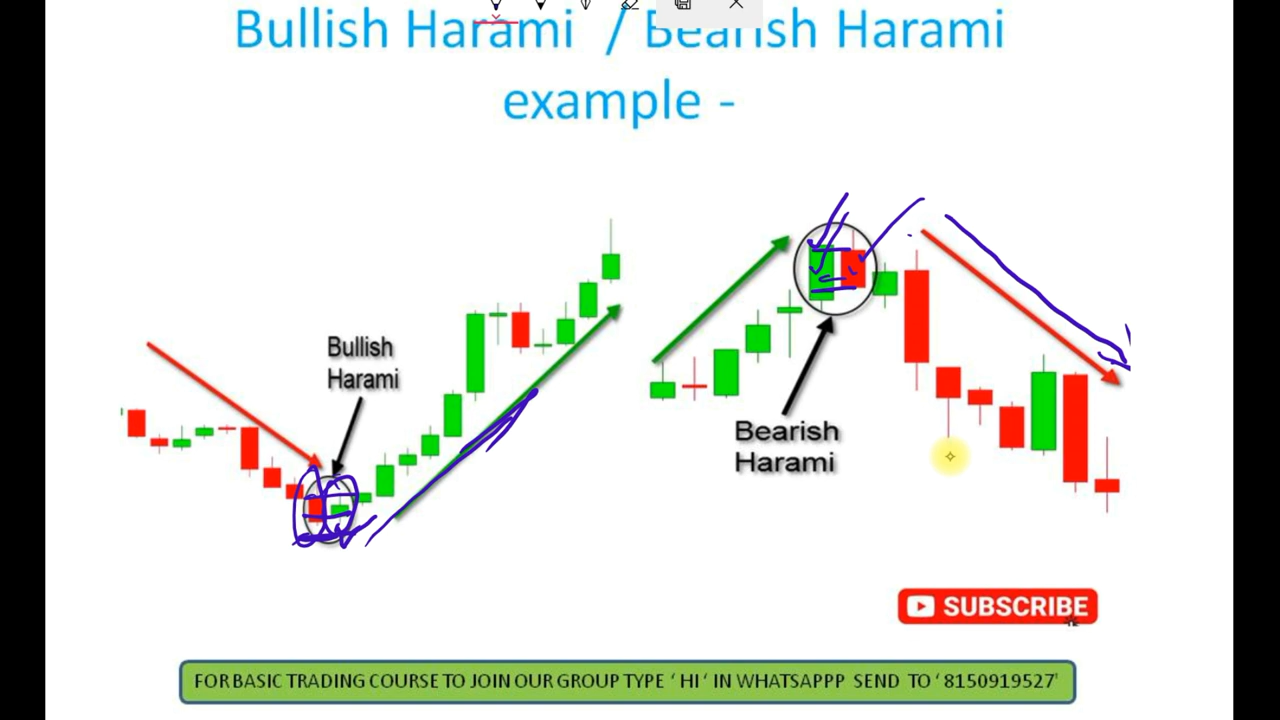 Bullish Harami / Bearish Harami
example -
Bullish
Harami
Bearish
Harami
SUBSCRIBE
FOR BASIC TRADING COURSE TO JOIN OUR GROUP TYPE ‘ HI ‘ IN WHATSAPPP SEND TO ‘ 8150919527’